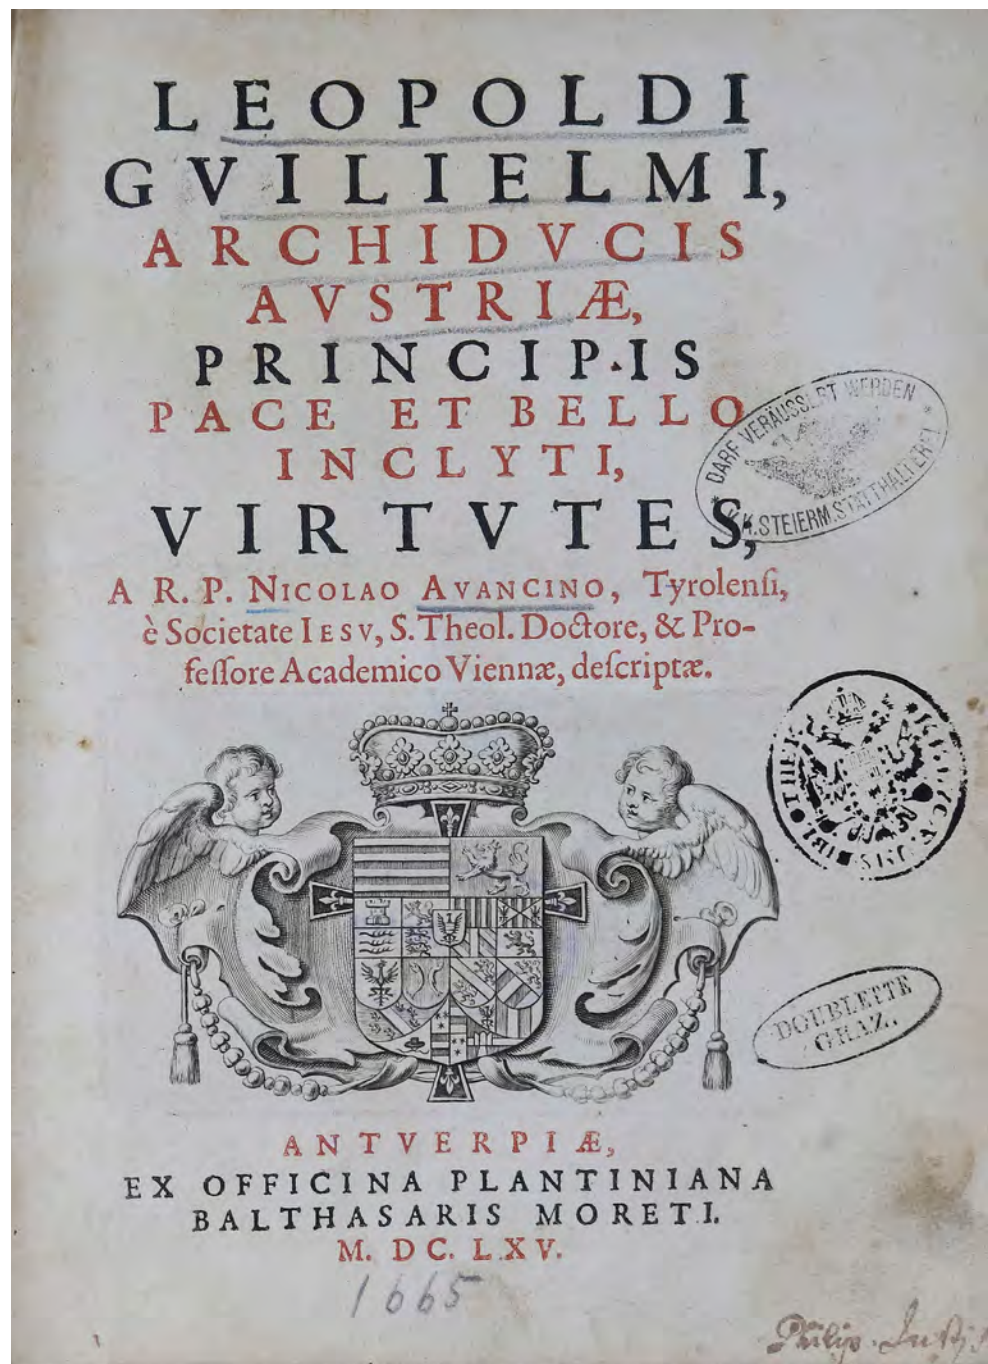 LEOPOLDI
GVILIELMI,
ARCHIDVCIS
AVSTRIÆ,
PRINCIPIS
PACE ET BELLO
INCLYTI,
VIRTVTES,
A R. P. NICOLAO AVANCINO, Tyrolenſi,
è Societate IESV, S. Theol. Doctore, & Pro-
feſſore Academico Viennæ, deſcriptæ.
DARF VERÄUSSERT WERDEN
K.K. STEIERM. STATTHALTEREI
BIBLIOTHEK
DOUBLETTE
GRAZ.
ANTVERPIÆ,
EX OFFICINA PLANTINIANA
BALTHASARIS MORETI.
M. DC. LXV.
1665
Philip.